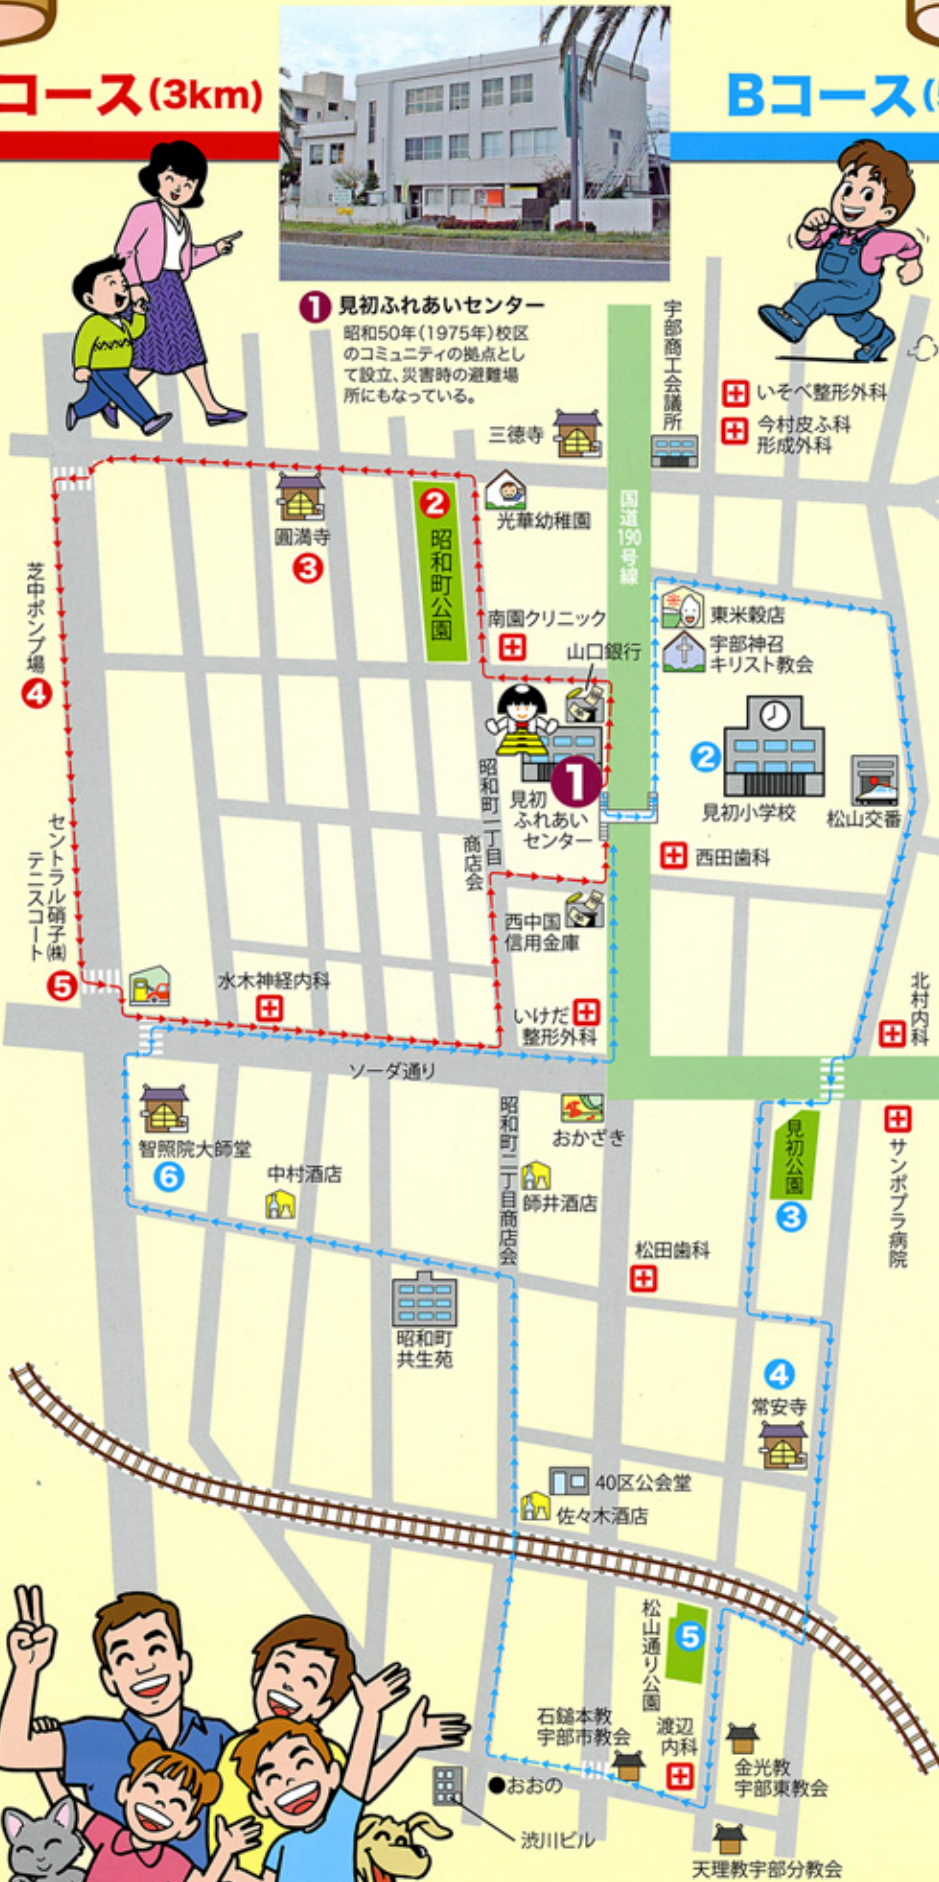 コース(3km)
Bコース(
1 見初ふれあいセンター
昭和50年(1975年)校区
のコミュニティの拠点とし
て設立、災害時の避難場
所にもなっている。
宇部商工会議所
いそべ整形外科
今村皮ふ科
形成外科
三徳寺
国道190号線
2
昭和町公園
光華幼稚園
圓満寺
3
芝中ポンプ場
4
南園クリニック
山口銀行
東米穀店
宇部神召
キリスト教会
2
見初小学校
松山交番
1
見初
ふれあい
センター
昭和町一丁目
商店会
西田歯科
セントラル硝子(株)
テニスコート
5
西中国
信用金庫
水木神経内科
いけだ
整形外科
北村内科
ソーダ通り
智照院大師堂
6
中村酒店
昭和町二丁目商店会
おかざき
師井酒店
見初公園
3
サンポプラ病院
松田歯科
昭和町
共生苑
4
常安寺
40区公会堂
佐々木酒店
松山通り公園
5
石鎚本教
宇部市教会
渡辺
内科
金光教
宇部東教会
●おおの
渋川ビル
天理教宇部分教会